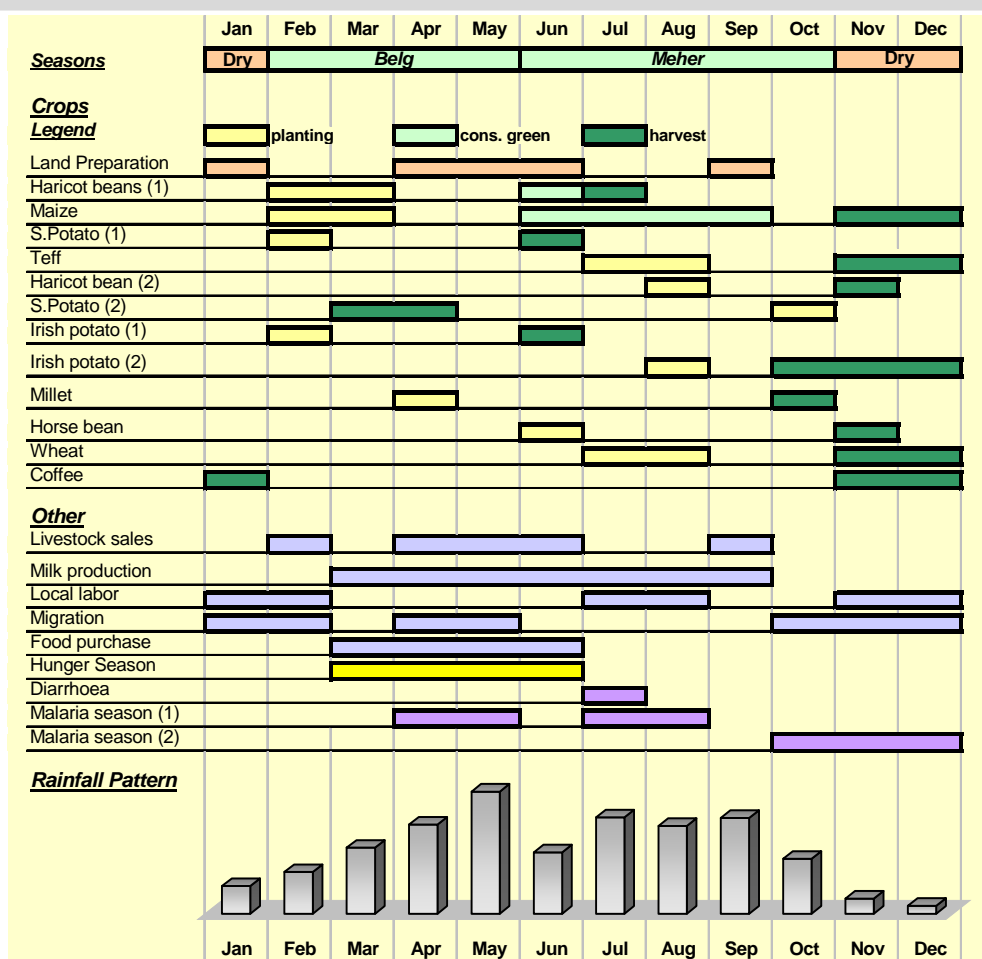 Jan Feb Mar Apr May Jun Jul Aug Sep Oct Nov Dec
Seasons Dry Belg Meher Dry
Crops
Legend planting cons. green harvest
Land Preparation
Haricot beans (1)
Maize
S.Potato (1)
Teff
Haricot bean (2)
S.Potato (2)
Irish potato (1)
Irish potato (2)
Millet
Horse bean
Wheat
Coffee
Other
Livestock sales
Milk production
Local labor
Migration
Food purchase
Hunger Season
Diarrhoea
Malaria season (1)
Malaria season (2)
Rainfall Pattern
Jan Feb Mar Apr May Jun Jul Aug Sep Oct Nov Dec